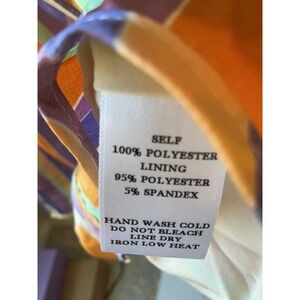 SELF
100% POLYESTER
LINING
95% POLYESTER
5% SPANDEX
HAND WASH COLD
DO NOT BLEACH
LINE DRY
IRON LOW HEAT